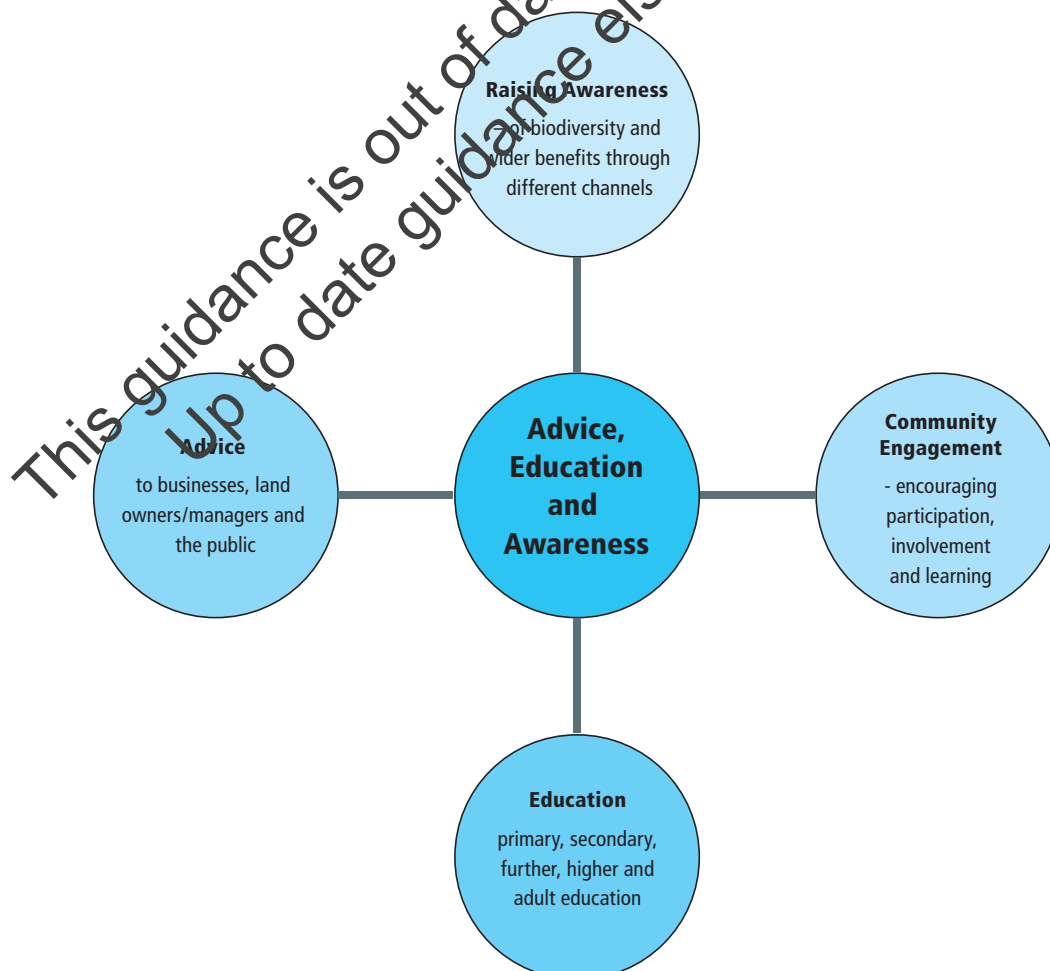 This guidance is out of da
Up to date guidance els
Raising Awareness
– of biodiversity and
wider benefits through
different channels
Advice
to businesses, land
owners/managers and
the public
Advice,
Education
and
Awareness
Community
Engagement
- encouraging
participation,
involvement
and learning
Education
primary, secondary,
further, higher and
adult education